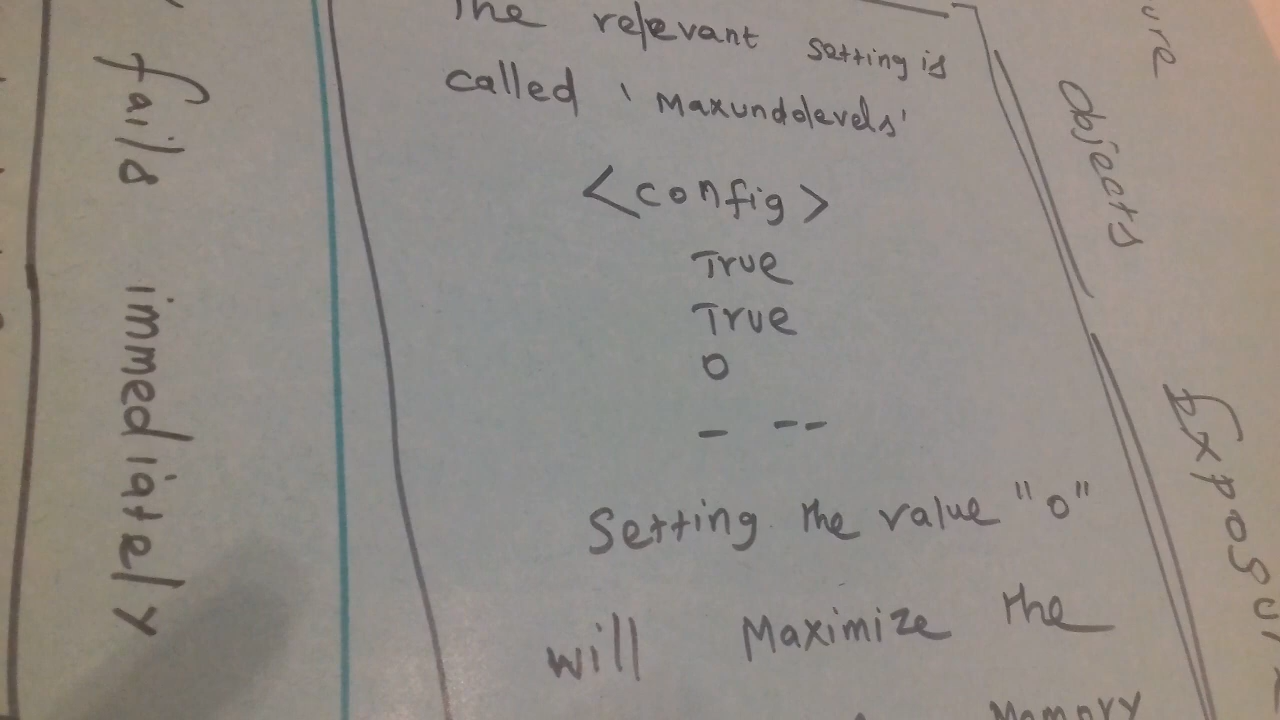 The relevant setting is
called 'Maxundolevels'
<config>
True
True
0
- --
Setting the value "0"
will Maximize the
Memory
fails immediately
objects